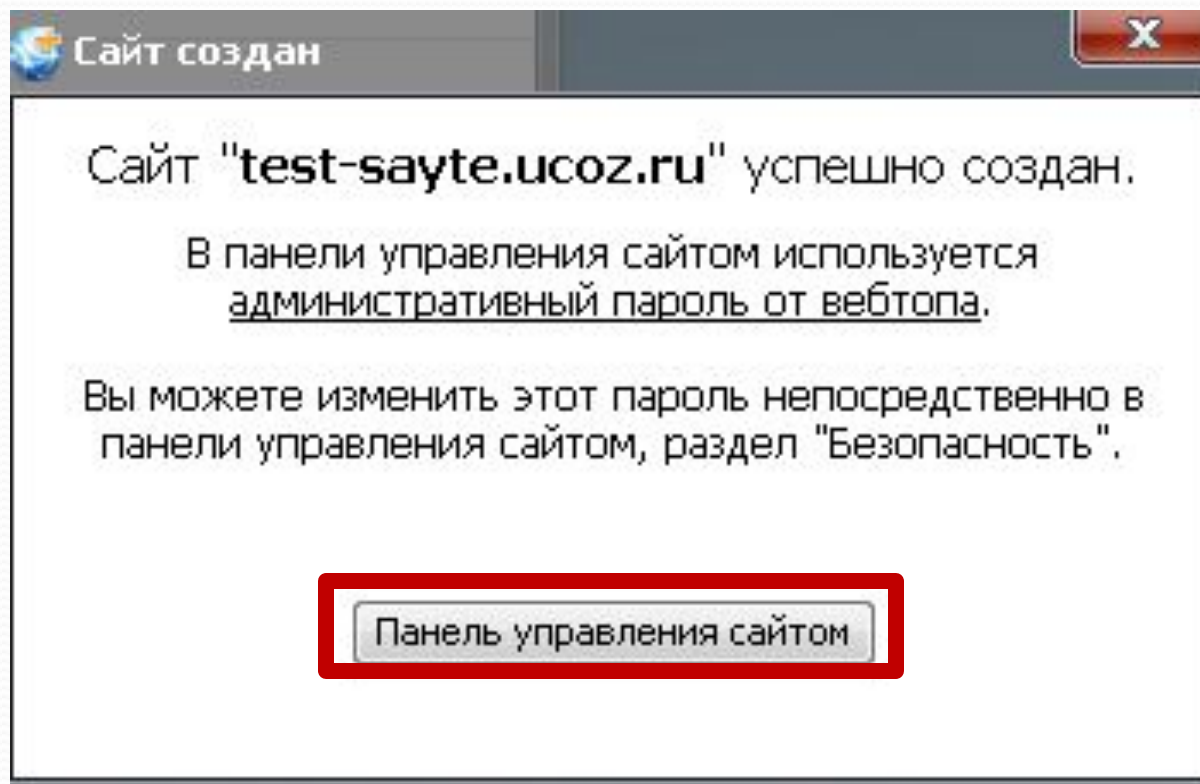 Сайт создан
X
Сайт "test-sayte.ucoz.ru" успешно создан.
В панели управления сайтом используется
административный пароль от вебтопа.
Вы можете изменить этот пароль непосредственно в
панели управления сайтом, раздел "Безопасность".
Панель управления сайтом